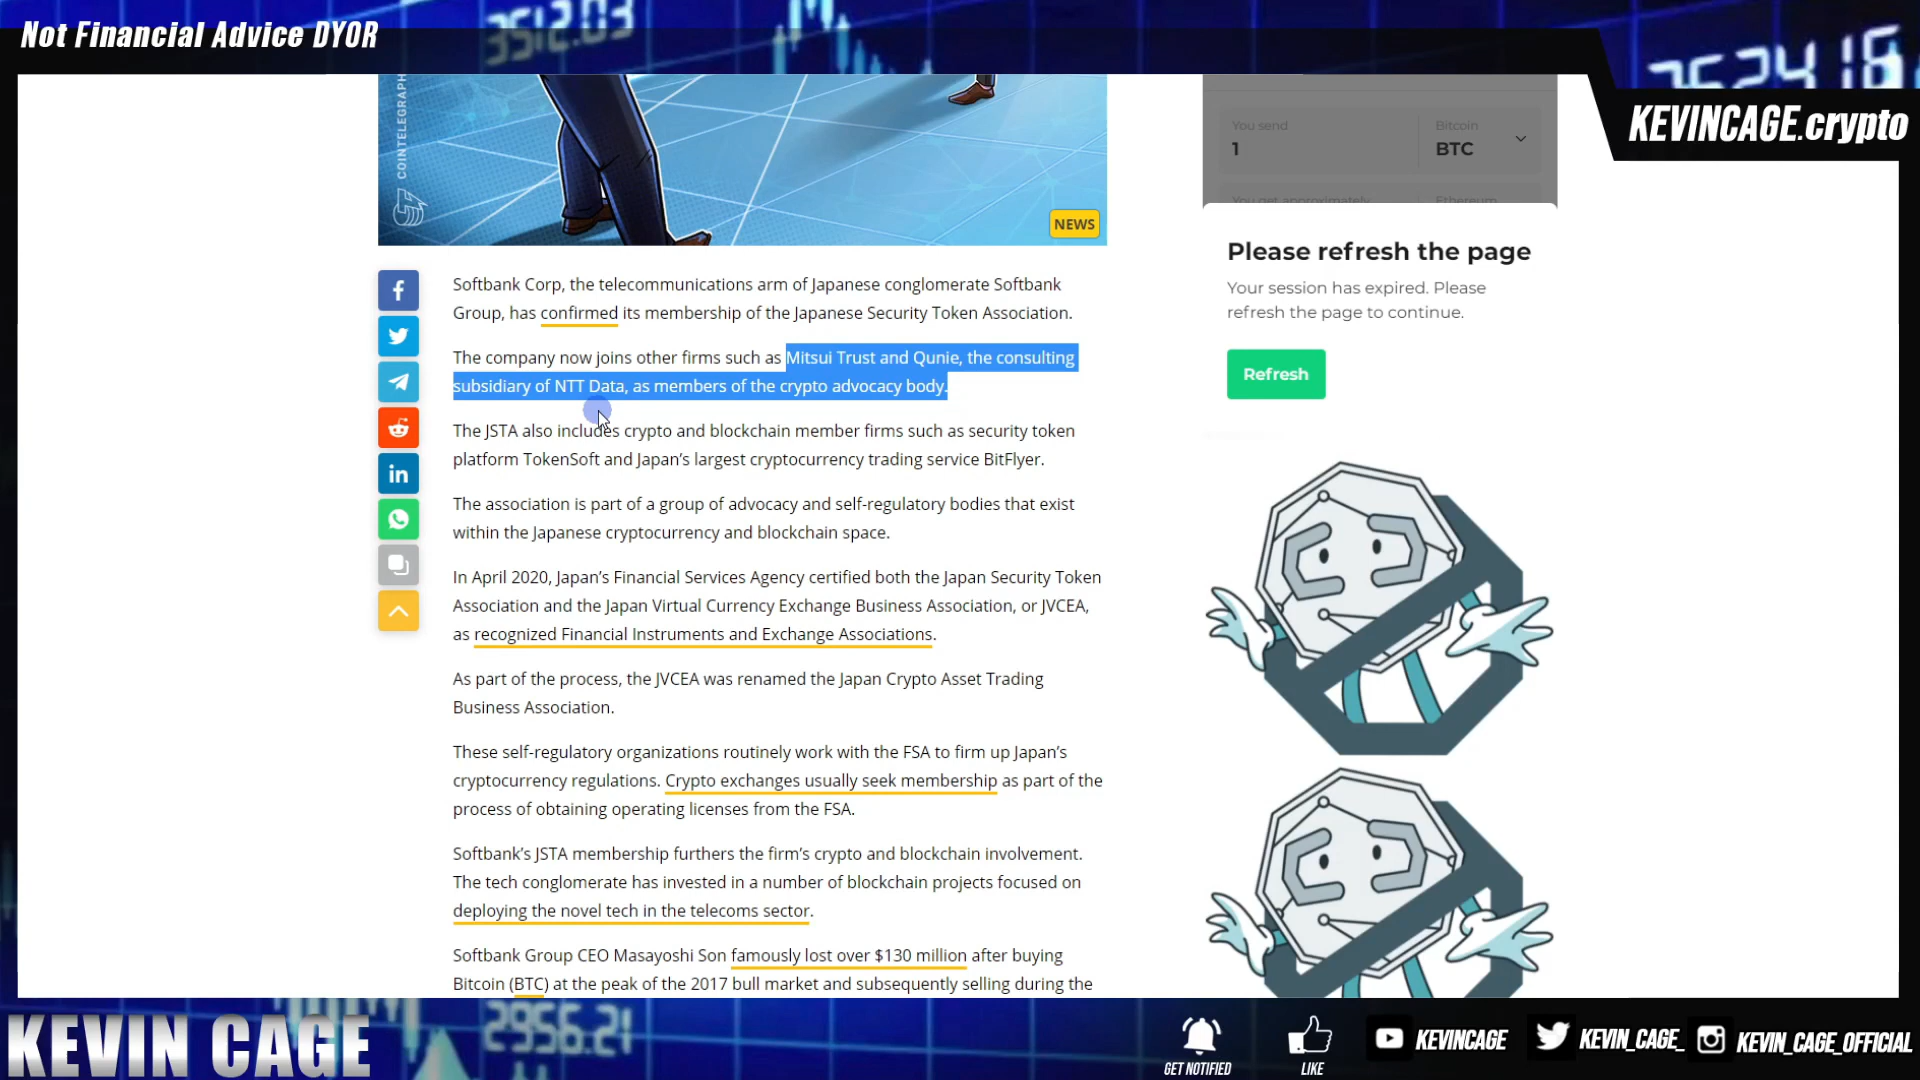 Not Financial Advice DYOR
3512.03
KEVINCAGE.crypto
COINTELEGRAPH
NEWS
You send
1
Bitcoin
BTC
You get approximately
Ethereum
Please refresh the page
Your session has expired. Please
refresh the page to continue.
Refresh
Softbank Corp, the telecommunications arm of Japanese conglomerate Softbank
Group, has confirmed its membership of the Japanese Security Token Association.
The company now joins other firms such as Mitsui Trust and Qunie, the consulting
subsidiary of NTT Data, as members of the crypto advocacy body.
The JSTA also includes crypto and blockchain member firms such as security token
platform TokenSoft and Japan's largest cryptocurrency trading service BitFlyer.
The association is part of a group of advocacy and self-regulatory bodies that exist
within the Japanese cryptocurrency and blockchain space.
In April 2020, Japan's Financial Services Agency certified both the Japan Security Token
Association and the Japan Virtual Currency Exchange Business Association, or JVCEA,
as recognized Financial Instruments and Exchange Associations.
As part of the process, the JVCEA was renamed the Japan Crypto Asset Trading
Business Association.
These self-regulatory organizations routinely work with the FSA to firm up Japan's
cryptocurrency regulations. Crypto exchanges usually seek membership as part of the
process of obtaining operating licenses from the FSA.
Softbank's JSTA membership furthers the firm's crypto and blockchain involvement.
The tech conglomerate has invested in a number of blockchain projects focused on
deploying the novel tech in the telecoms sector.
Softbank Group CEO Masayoshi Son famously lost over $130 million after buying
Bitcoin (BTC) at the peak of the 2017 bull market and subsequently selling during the
KEVIN CAGE
2956.21
GET NOTIFIED
LIKE
KEVINCAGE
KEVIN_CAGE_
KEVIN_CAGE_OFFICIAL